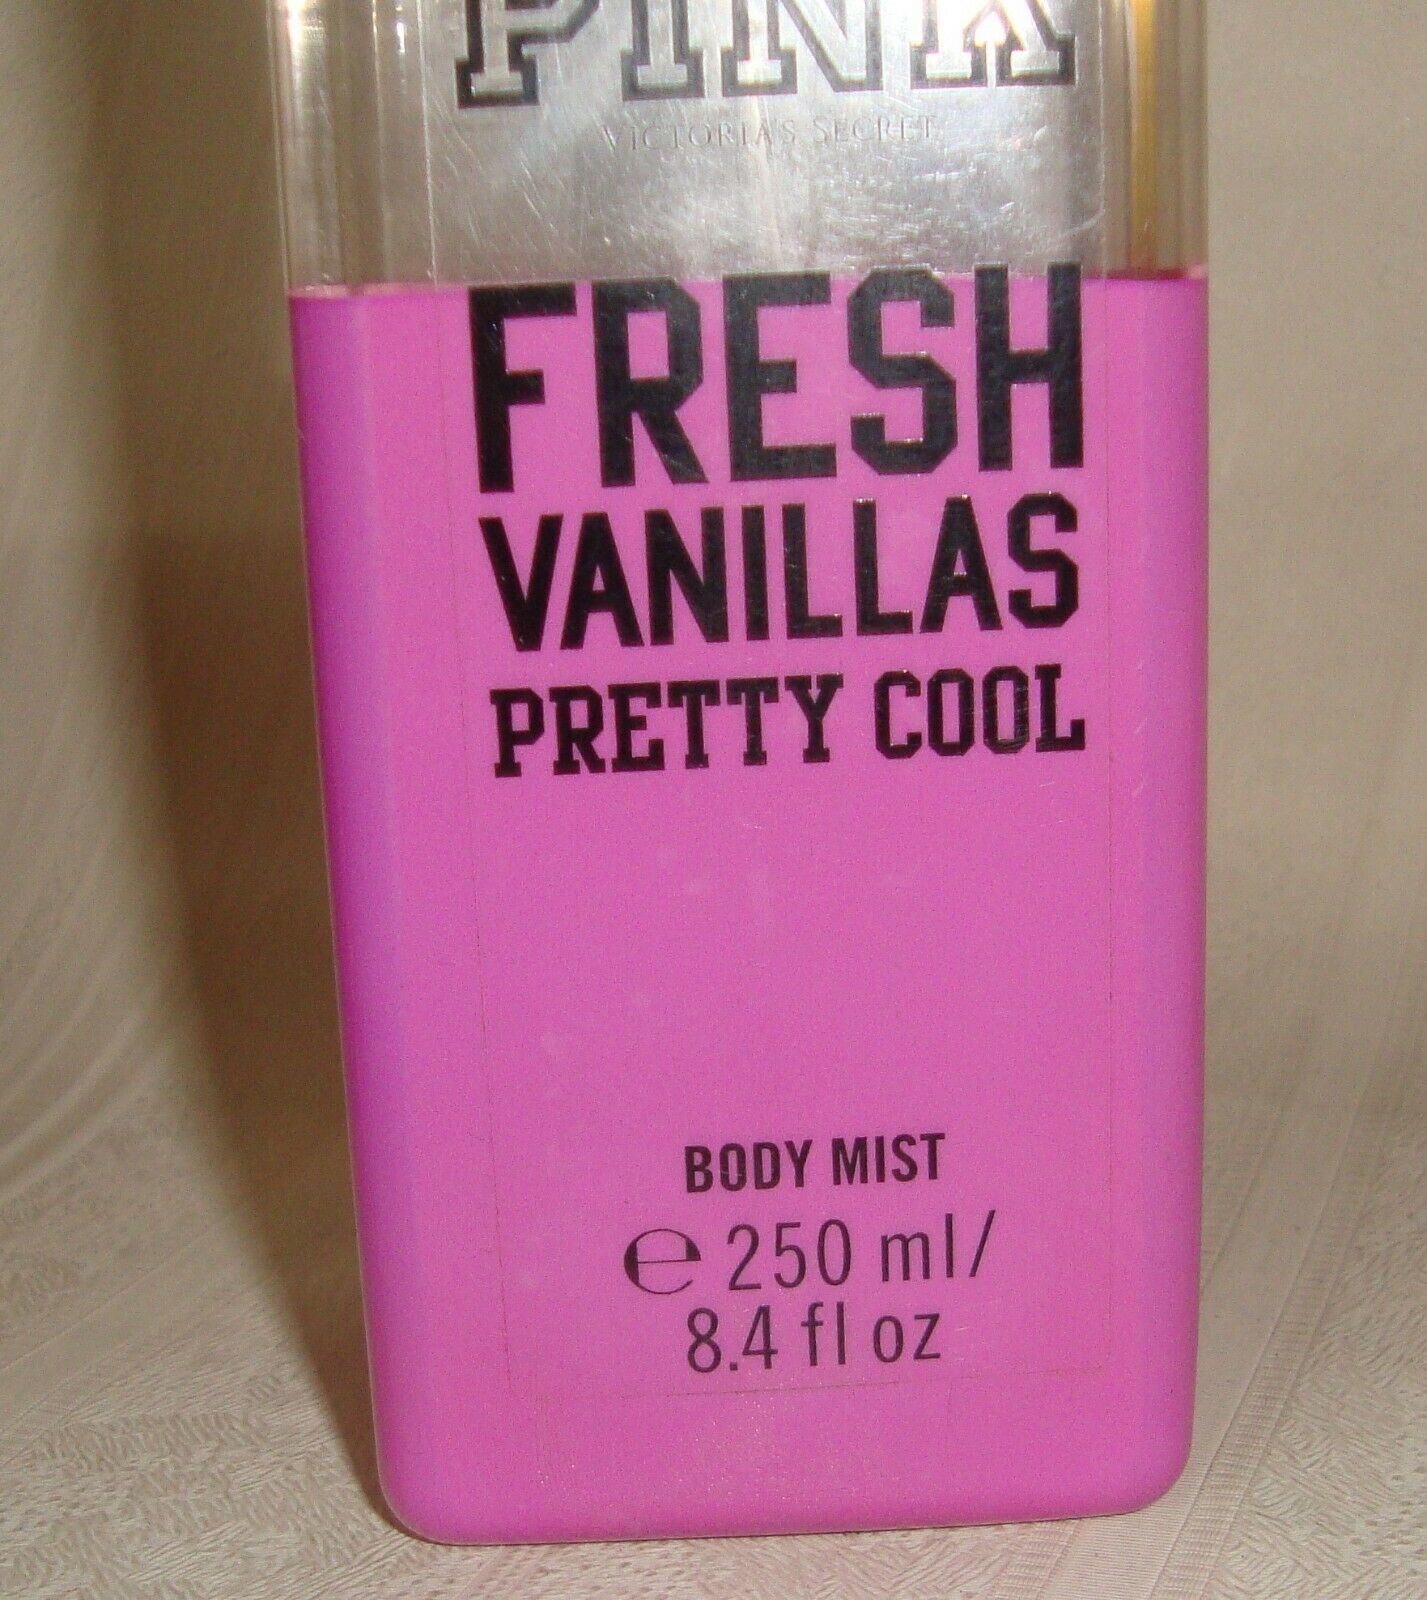 PINK
VICTORIA'S SECRET
FRESH
VANILLAS
PRETTY COOL
BODY MIST
℮ 250 ml/
8.4 fl oz